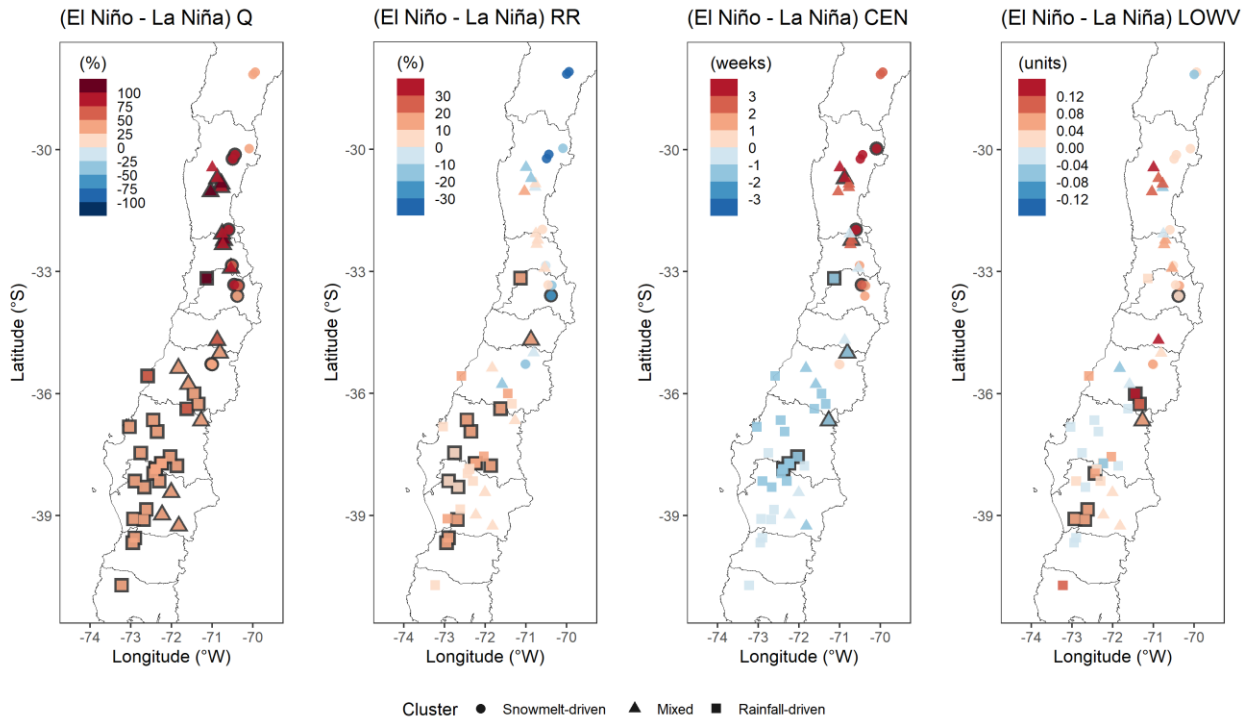 (El Niño - La Niña) Q
(El Niño - La Niña) RR
(El Niño - La Niña) CEN
(El Niño - La Niña) LOWV
(%)
100
75
50
25
0
-25
-50
-75
-100
(%)
30
20
10
0
-10
-20
-30
(weeks)
3
2
1
0
-1
-2
-3
(units)
0.12
0.08
0.04
0.00
-0.04
-0.08
-0.12
Latitude (°S)
-30
-33
-36
-39
Latitude (°S)
-30
-33
-36
-39
Latitude (°S)
-30
-33
-36
-39
Latitude (°S)
-30
-33
-36
-39
-74 -73 -72 -71 -70
Longitude (°W)
-74 -73 -72 -71 -70
Longitude (°W)
-74 -73 -72 -71 -70
Longitude (°W)
-74 -73 -72 -71 -70
Longitude (°W)
Cluster Snowmelt-driven Mixed Rainfall-driven